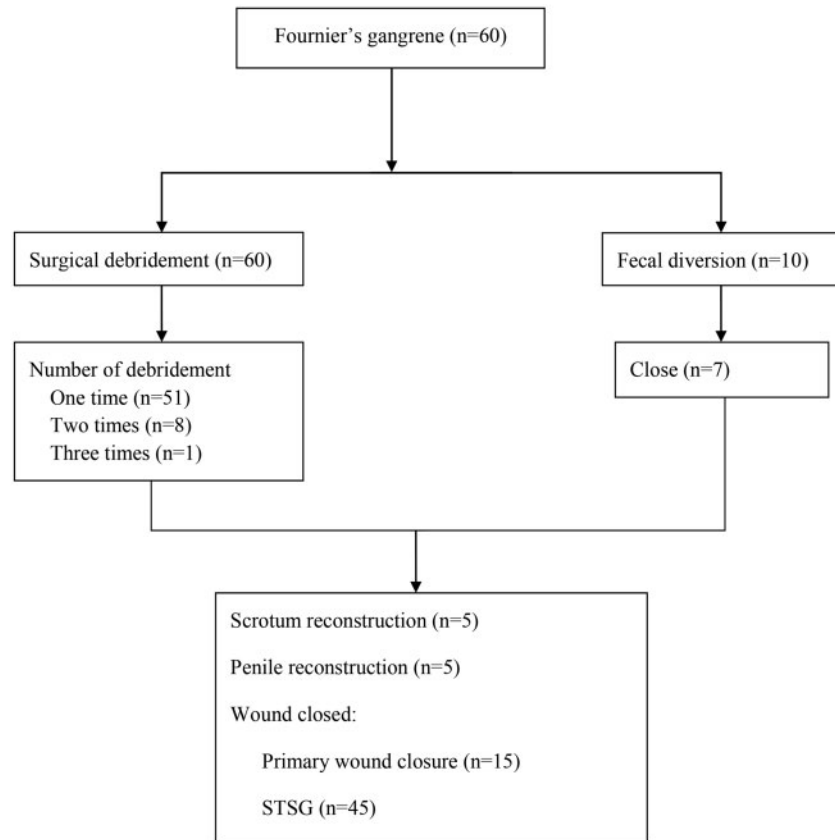 Fournier’s gangrene (n=60)
Surgical debridement (n=60)
Fecal diversion (n=10)
Number of debridement
One time (n=51)
Two times (n=8)
Three times (n=1)
Close (n=7)
Scrotum reconstruction (n=5)
Penile reconstruction (n=5)
Wound closed:
Primary wound closure (n=15)
STSG (n=45)